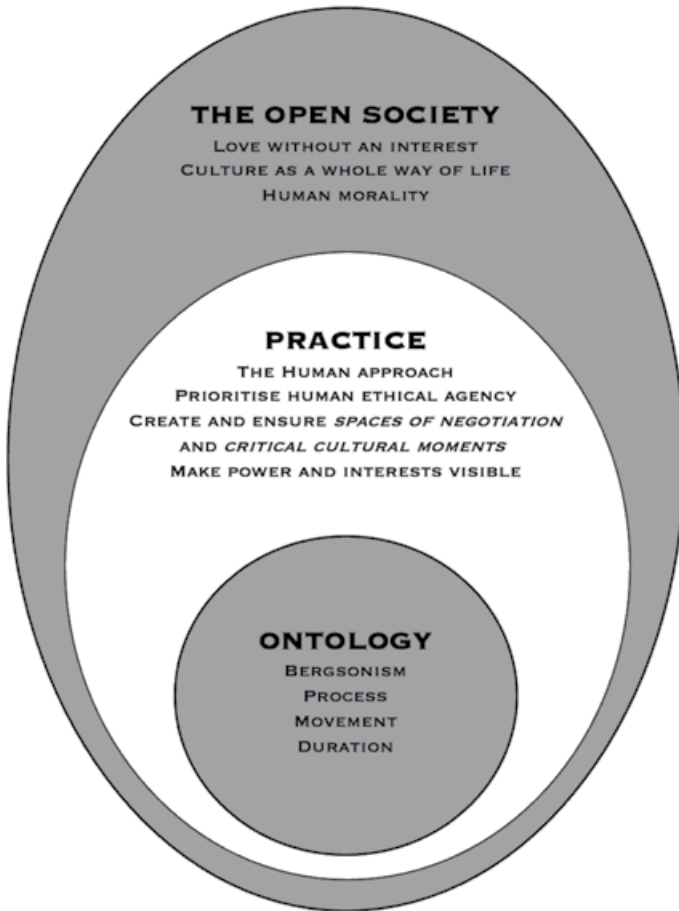 THE OPEN SOCIETY
LOVE WITHOUT AN INTEREST
CULTURE AS A WHOLE WAY OF LIFE
HUMAN MORALITY
PRACTICE
THE HUMAN APPROACH
PRIORITISE HUMAN ETHICAL AGENCY
CREATE AND ENSURE SPACES OF NEGOTIATION
AND CRITICAL CULTURAL MOMENTS
MAKE POWER AND INTERESTS VISIBLE
ONTOLOGY
BERGSONISM
PROCESS
MOVEMENT
DURATION